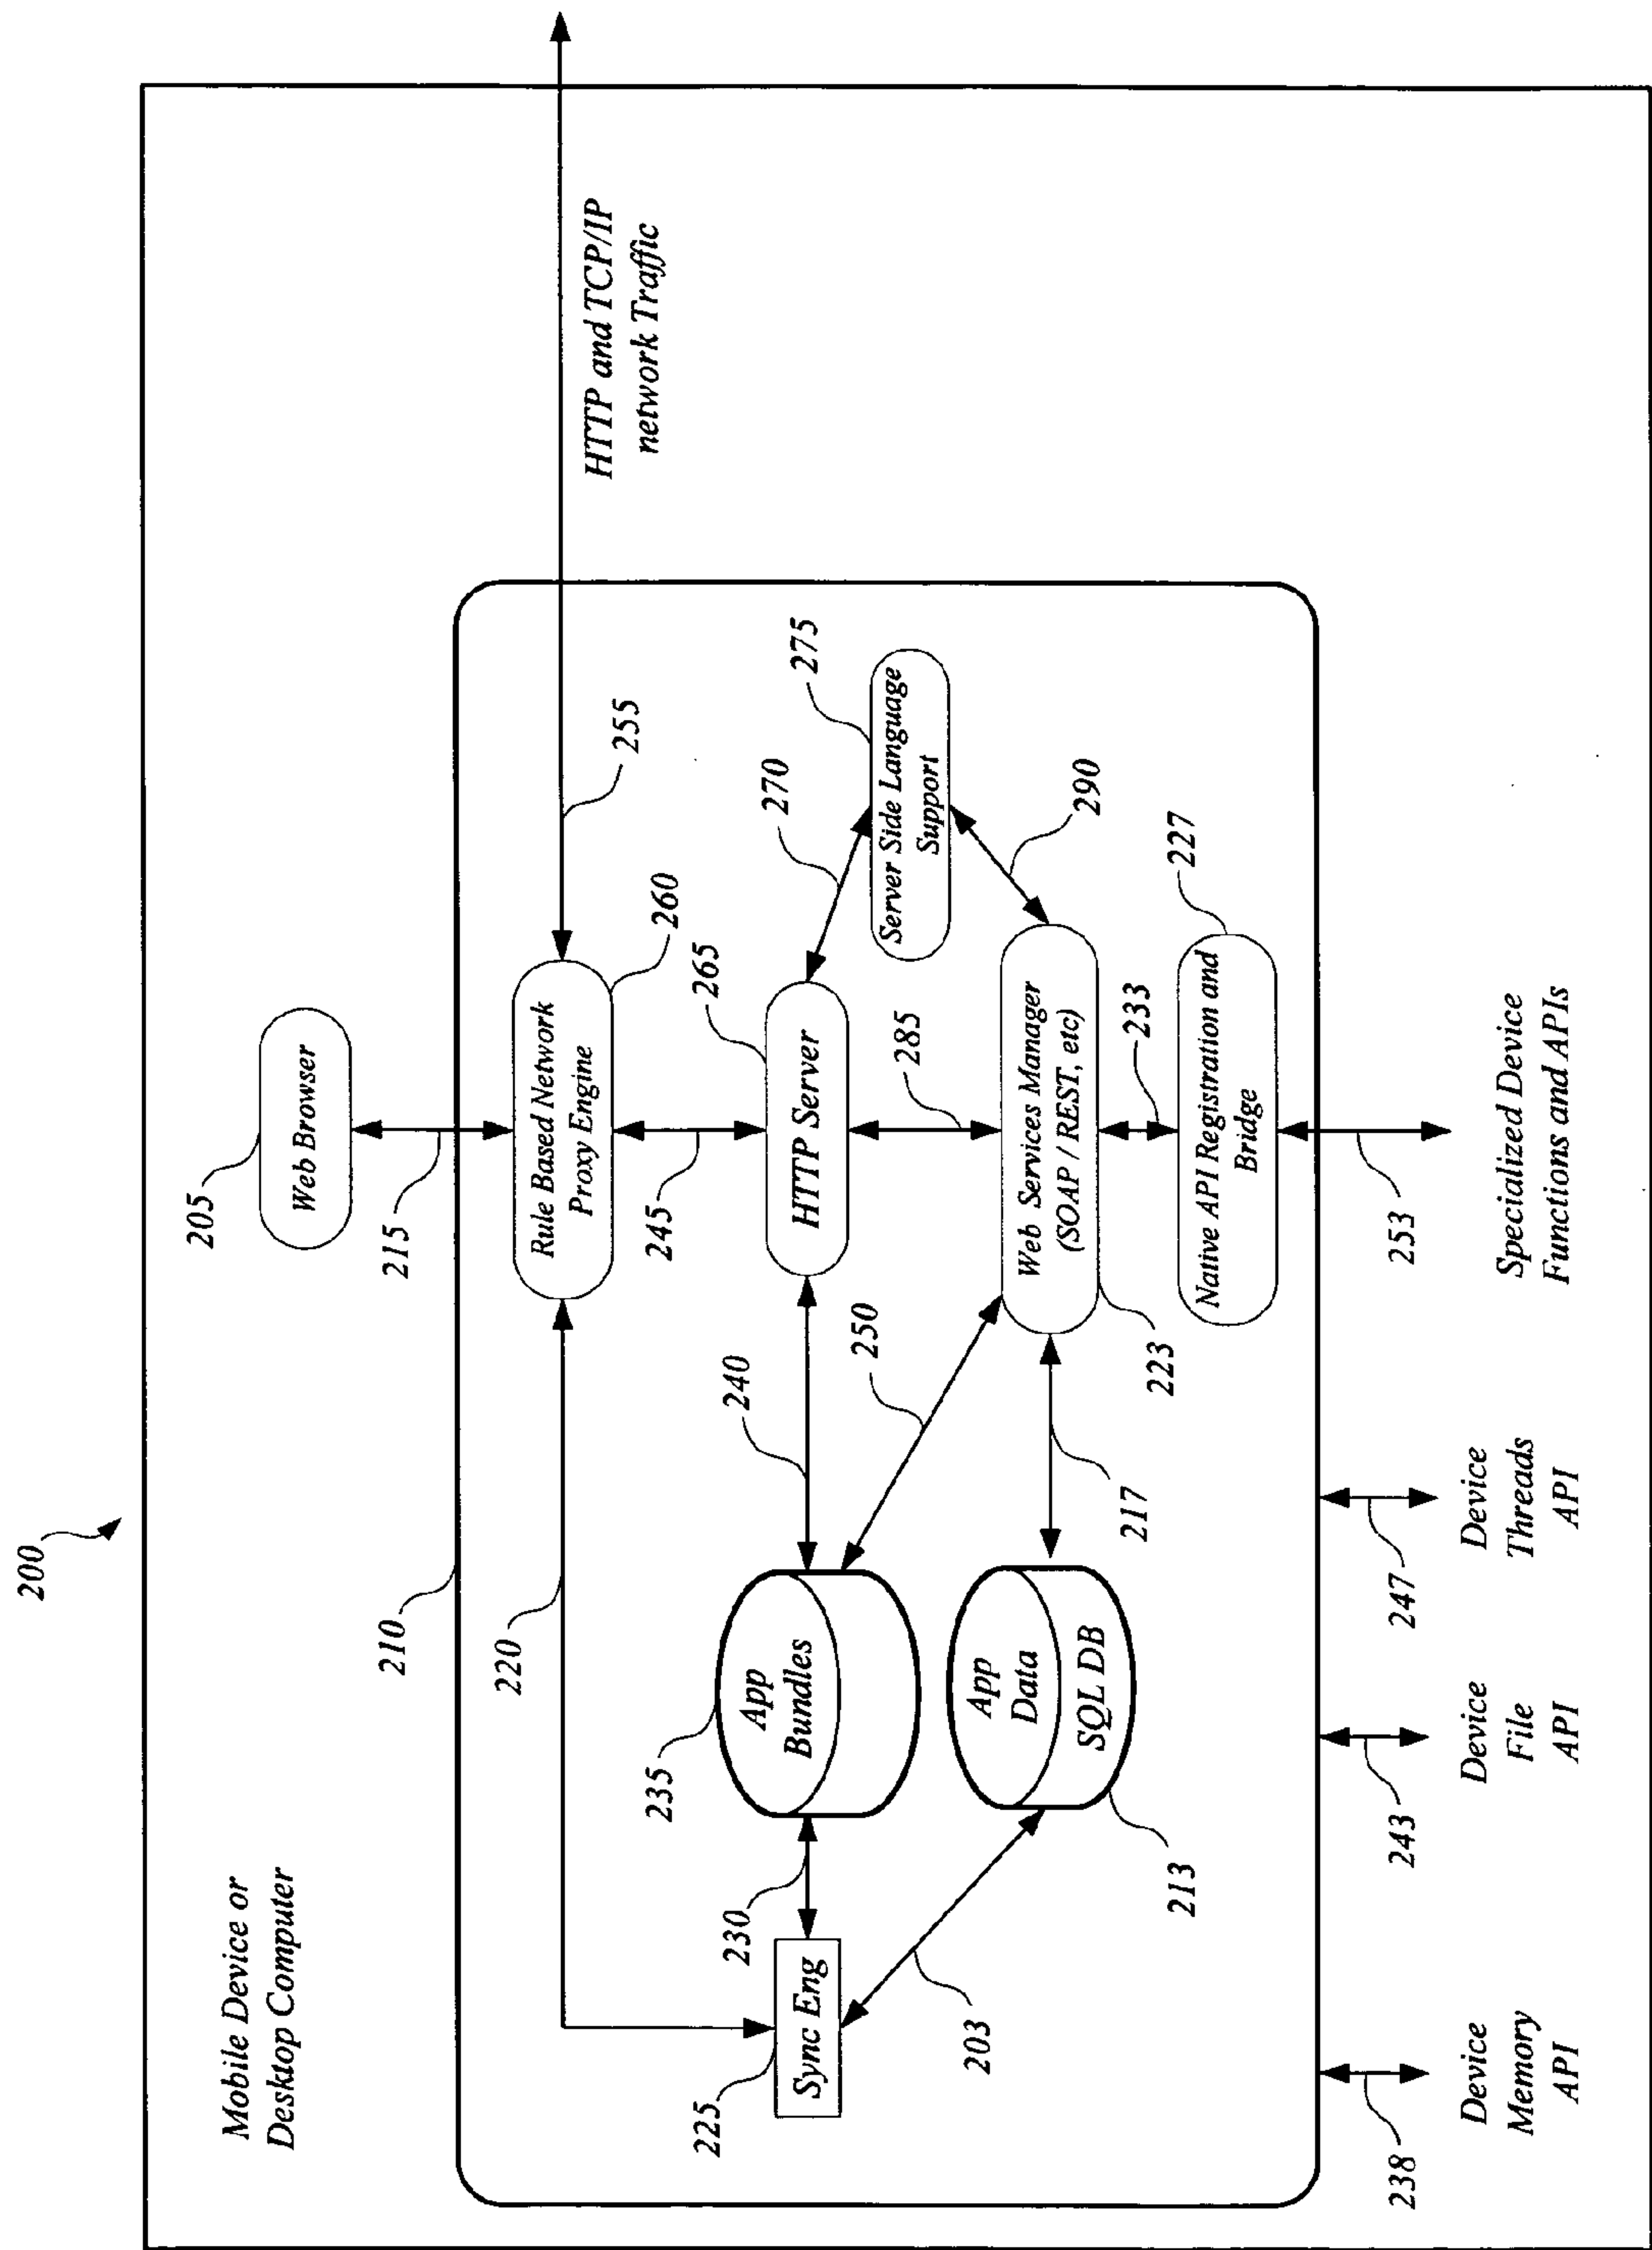 200
Mobile Device or
Desktop Computer
205
Web Browser
215
210
220
Rule Based Network
Proxy Engine
260
255
HTTP and TCP/IP
network Traffic
245
265
HTTP Server
270
275
Server Side Language
Support
240
235
App
Bundles
230
225
Sync Eng
250
285
290
203
App
Data
SQL DB
213
217
Web Services Manager
(SOAP / REST, etc)
223
233
227
Native API Registration and
Bridge
238
Device
Memory
API
243
Device
File
API
247
Device
Threads
API
253
Specialized Device
Functions and APIs